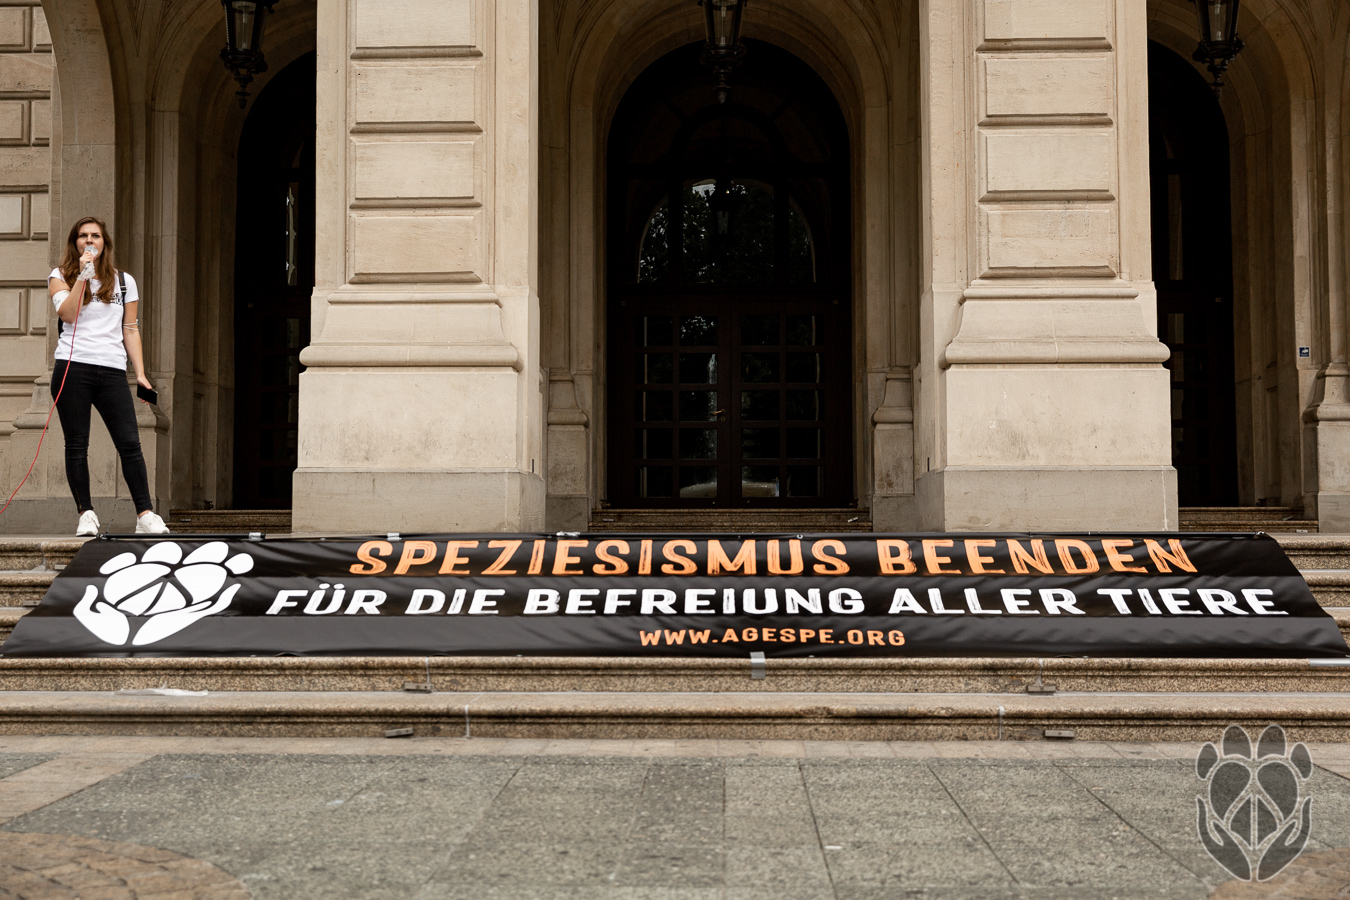 SPEZIESISMUS BEENDEN
FÜR DIE BEFREIUNG ALLER TIERE
WWW.AGESPE.ORG